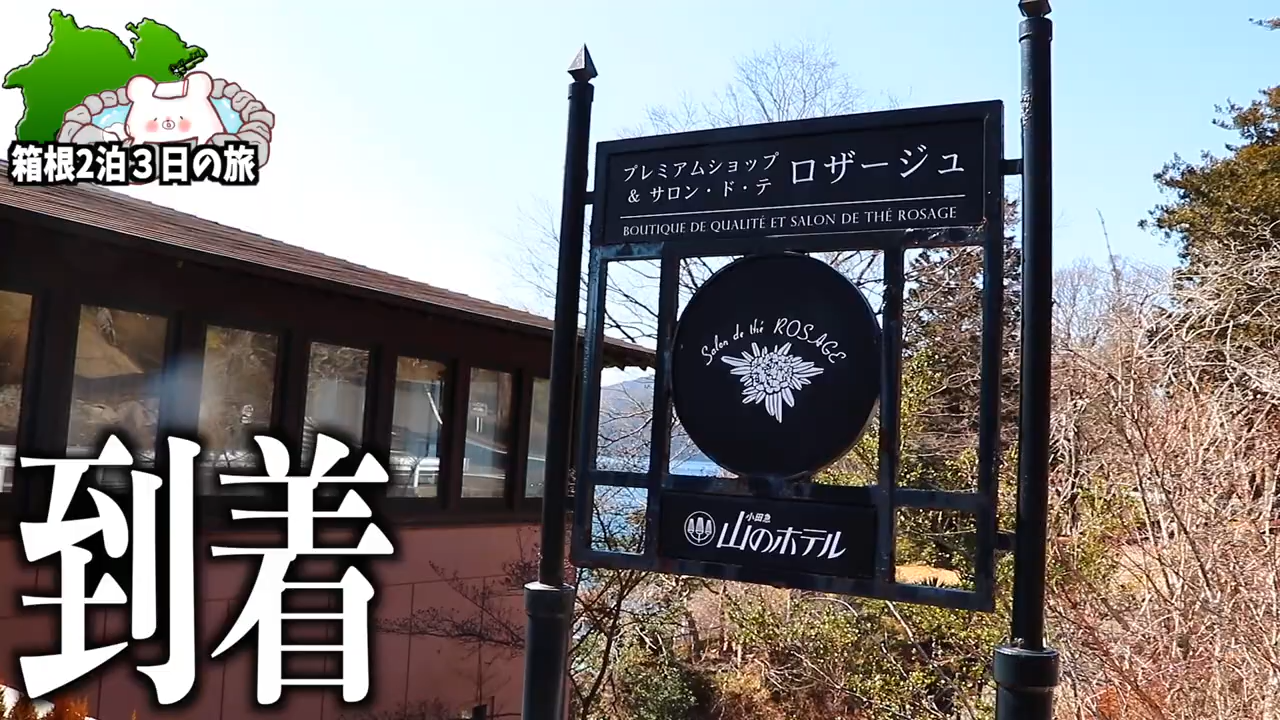 箱根2泊3日の旅
プレミアムショップ
& サロン・ド・テ ロザージュ
BOUTIQUE DE QUALITÉ ET SALON DE THÉ ROSAGE
Salon de thé ROSAGE
小田急
山のホテル
到着